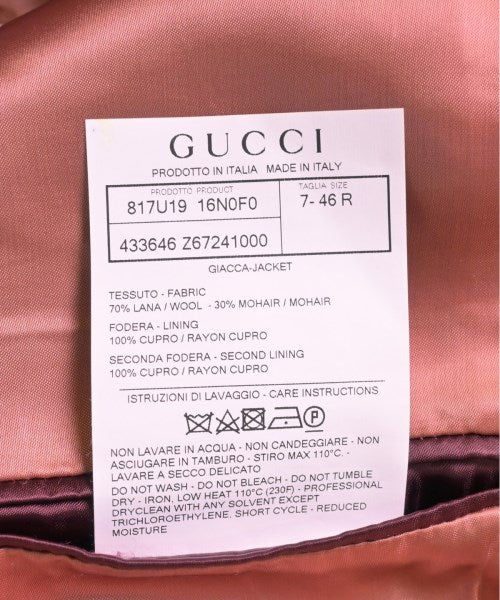 GUCCI
PRODOTTO IN ITALIA MADE IN ITALY
PRODOTTO PRODUCT TAGLIA SIZE
817U19 16N0F0 7- 46 R
433646 Z67241000
GIACCA-JACKET
TESSUTO - FABRIC
70% LANA / WOOL - 30% MOHAIR / MOHAIR
FODERA - LINING
100% CUPRO / RAYON CUPRO
SECONDA FODERA - SECOND LINING
100% CUPRO / RAYON CUPRO
ISTRUZIONI DI LAVAGGIO - CARE INSTRUCTIONS
P
NON LAVARE IN ACQUA - NON CANDEGGIARE - NON
ASCIUGARE IN TAMBURO - STIRO MAX 110°C. -
LAVARE A SECCO DELICATO
DO NOT WASH - DO NOT BLEACH - DO NOT TUMBLE
DRY - IRON, LOW HEAT 110°C (230F) - PROFESSIONAL
DRYCLEAN WITH ANY SOLVENT EXCEPT
TRICHLOROETHYLENE, SHORT CYCLE - REDUCED
MOISTURE